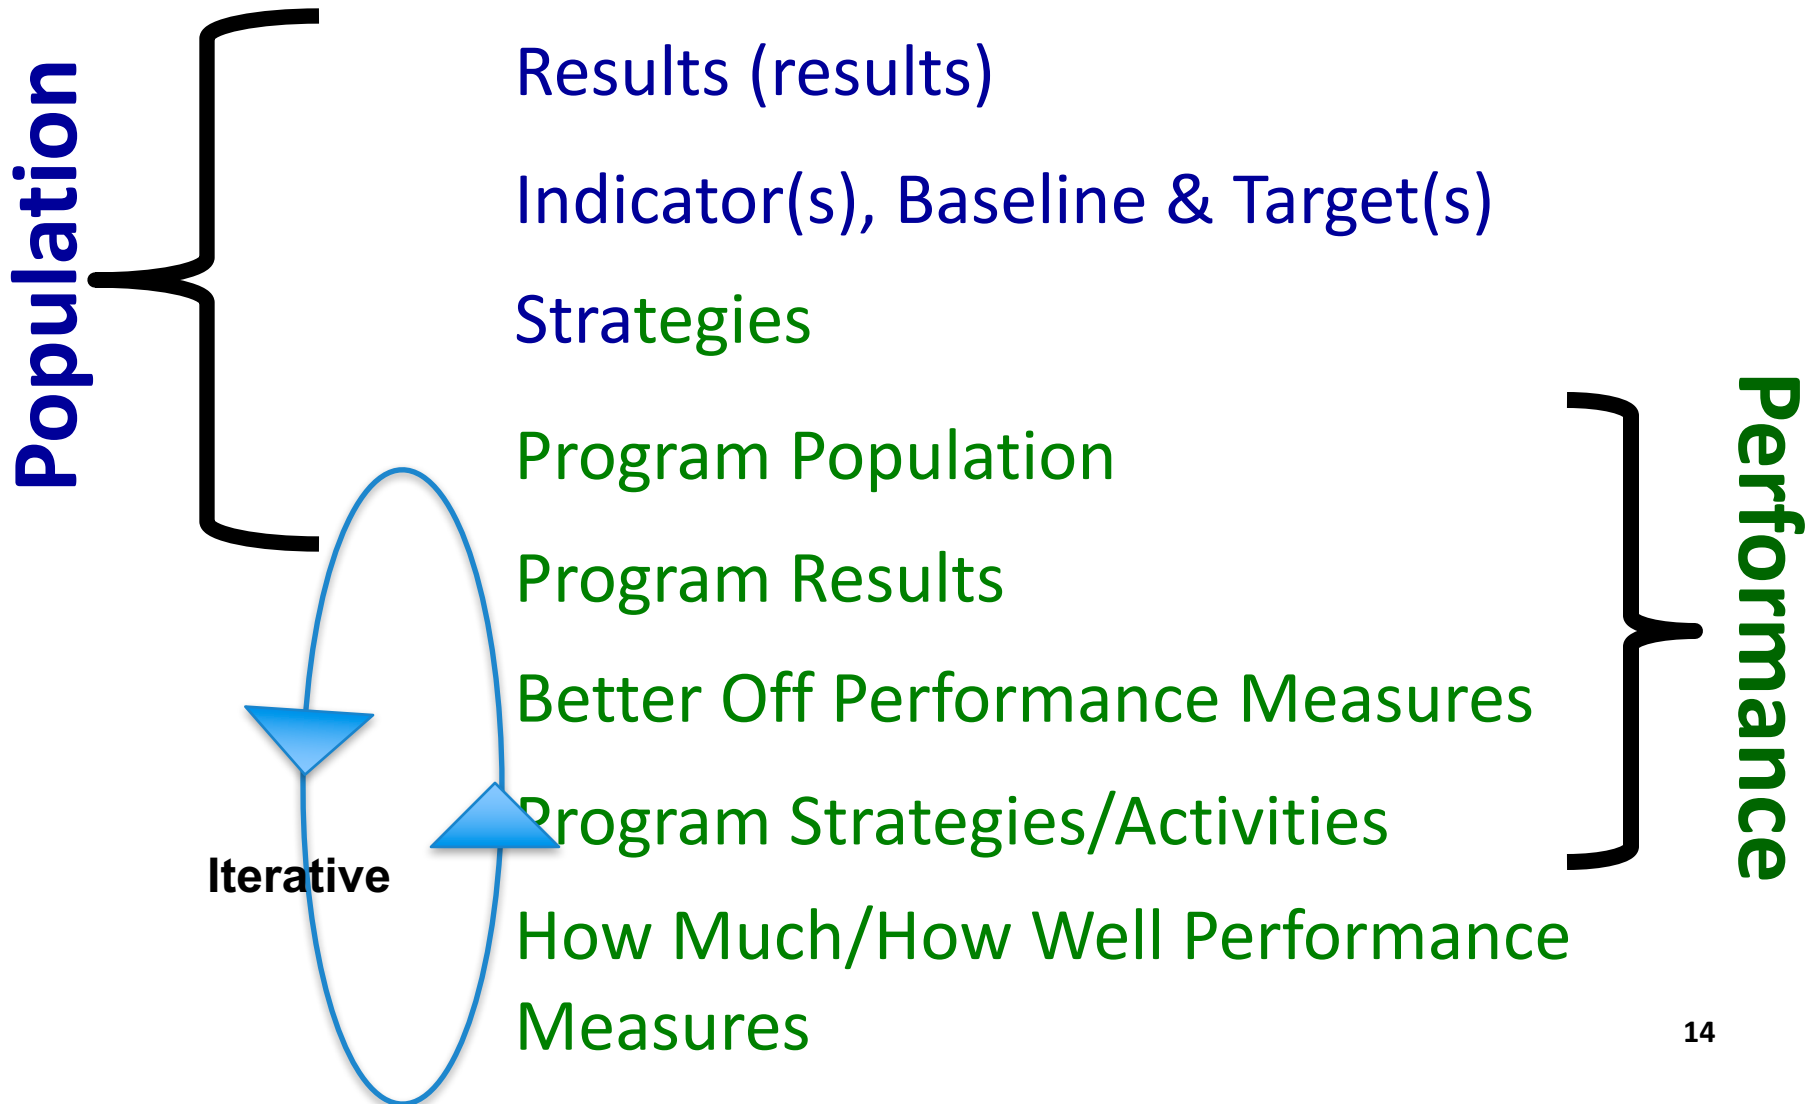 Population
Results (results)
Indicator(s), Baseline & Target(s)
Strategies
Program Population
Program Results
Better Off Performance Measures
Program Strategies/Activities
Iterative
How Much/How Well Performance
Measures
Performance
14